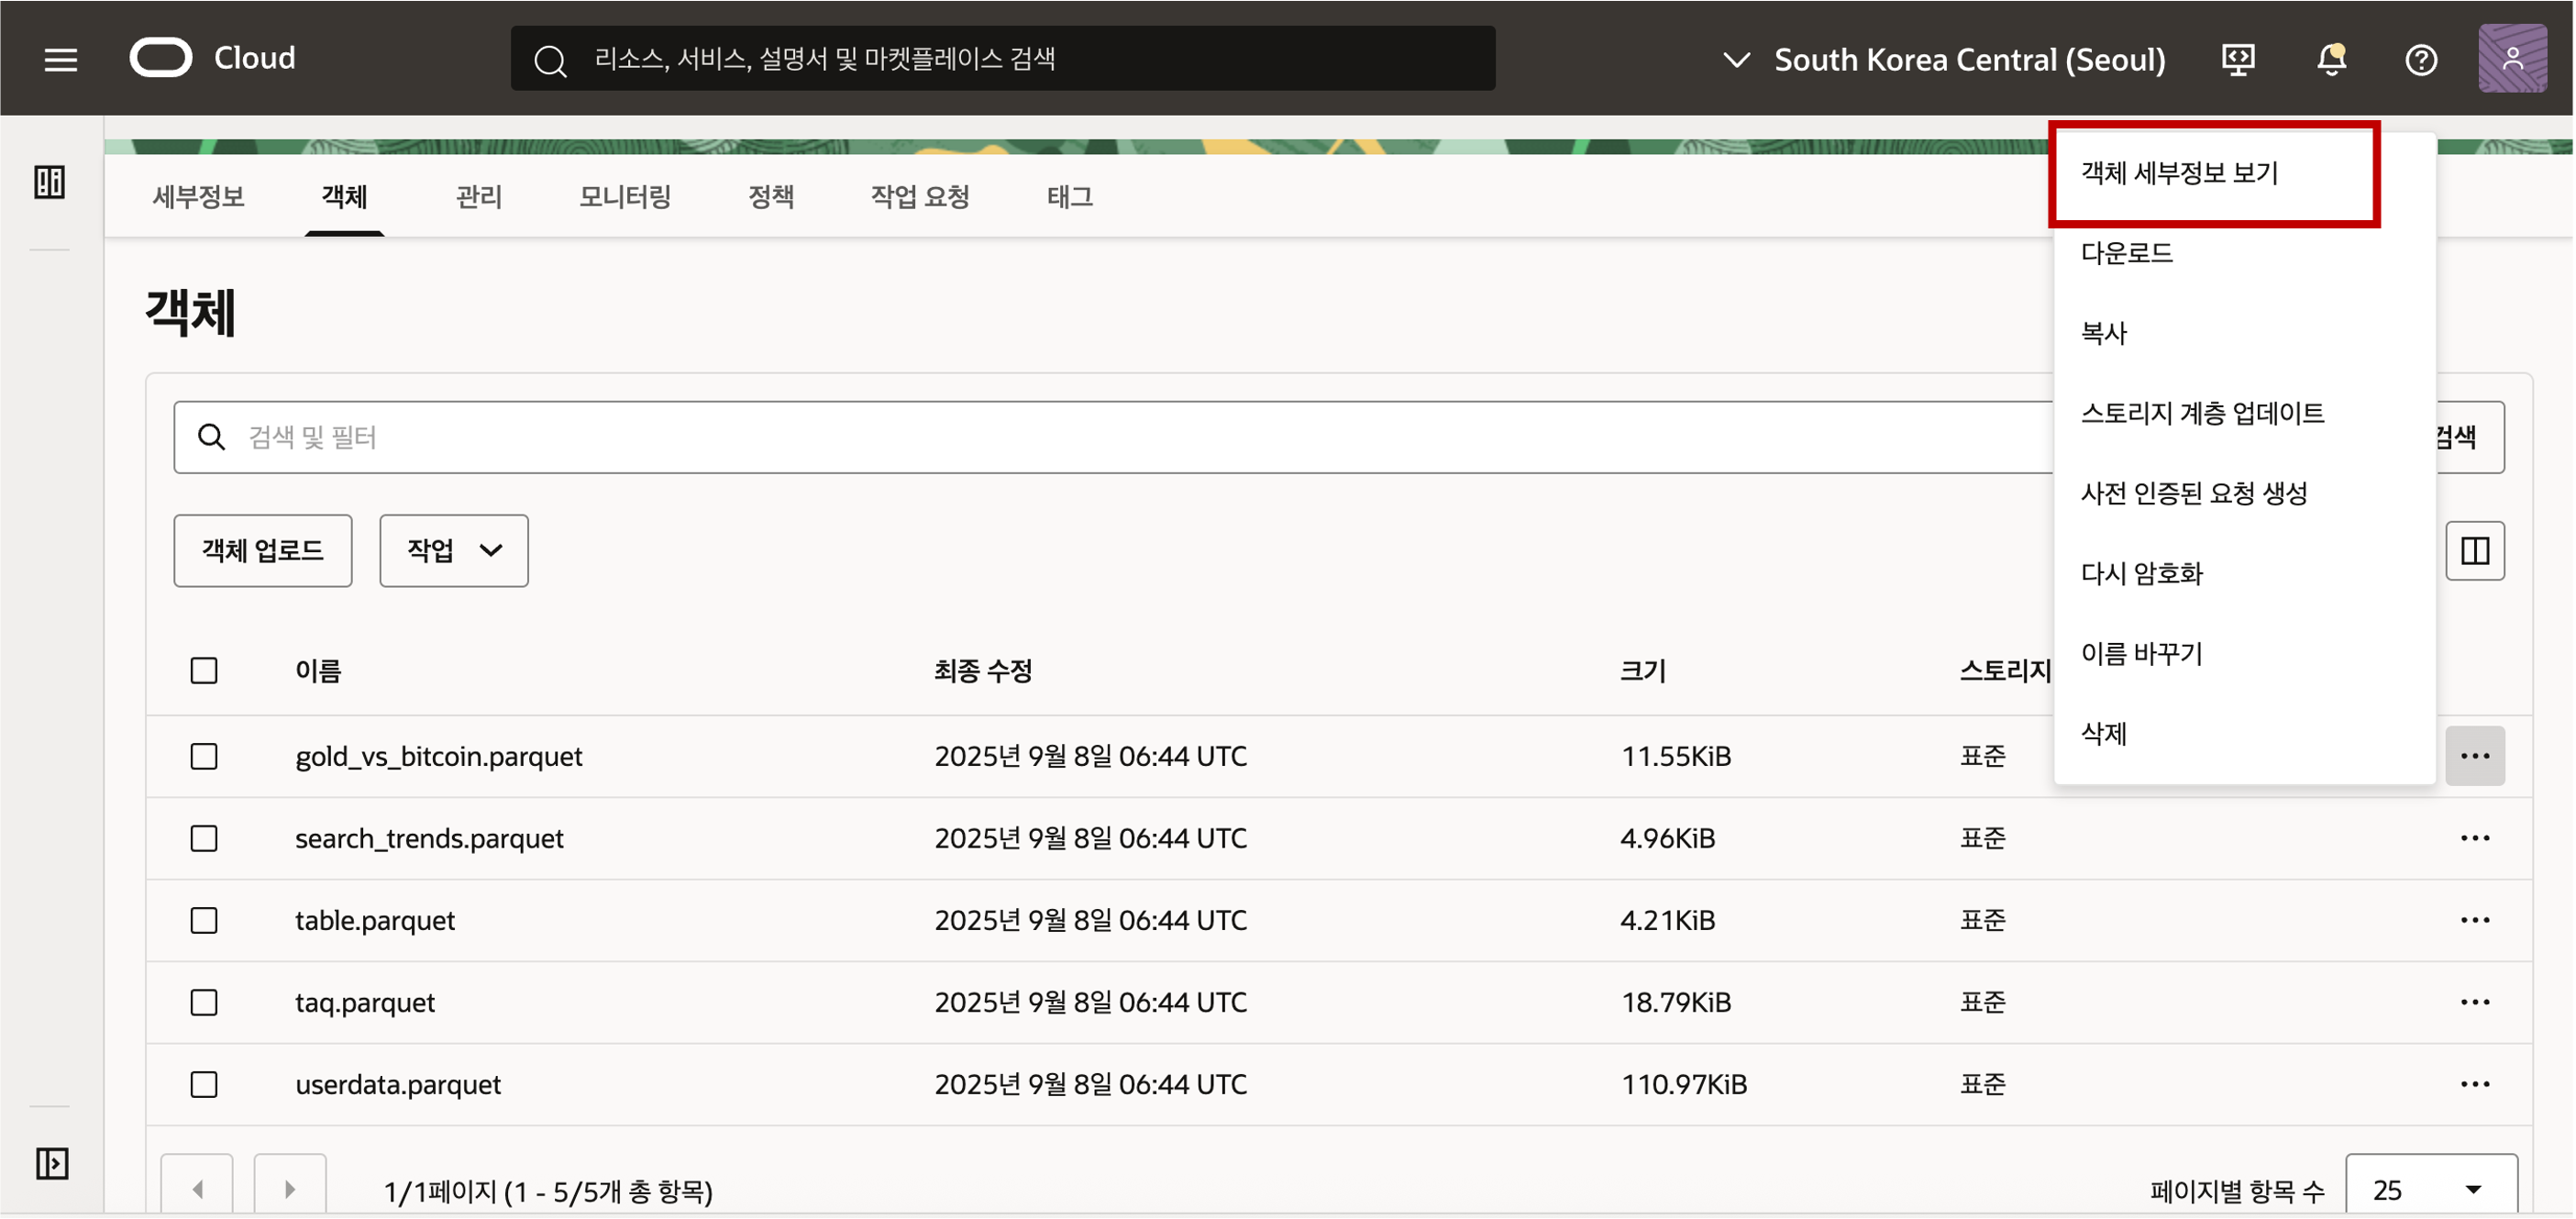 Cloud
리소스, 서비스, 설명서 및 마켓플레이스 검색
South Korea Central (Seoul)
세부정보 객체 관리 모니터링 정책 작업 요청 태그
객체 세부정보 보기
다운로드
복사
스토리지 계층 업데이트
사전 인증된 요청 생성
다시 암호화
이름 바꾸기
삭제
객체
검색 및 필터
검색
객체 업로드 작업
이름 최종 수정 크기 스토리지
gold_vs_bitcoin.parquet 2025년 9월 8일 06:44 UTC 11.55KiB 표준
search_trends.parquet 2025년 9월 8일 06:44 UTC 4.96KiB 표준
table.parquet 2025년 9월 8일 06:44 UTC 4.21KiB 표준
taq.parquet 2025년 9월 8일 06:44 UTC 18.79KiB 표준
userdata.parquet 2025년 9월 8일 06:44 UTC 110.97KiB 표준
1/1페이지 (1 - 5/5개 총 항목) 페이지별 항목 수 25